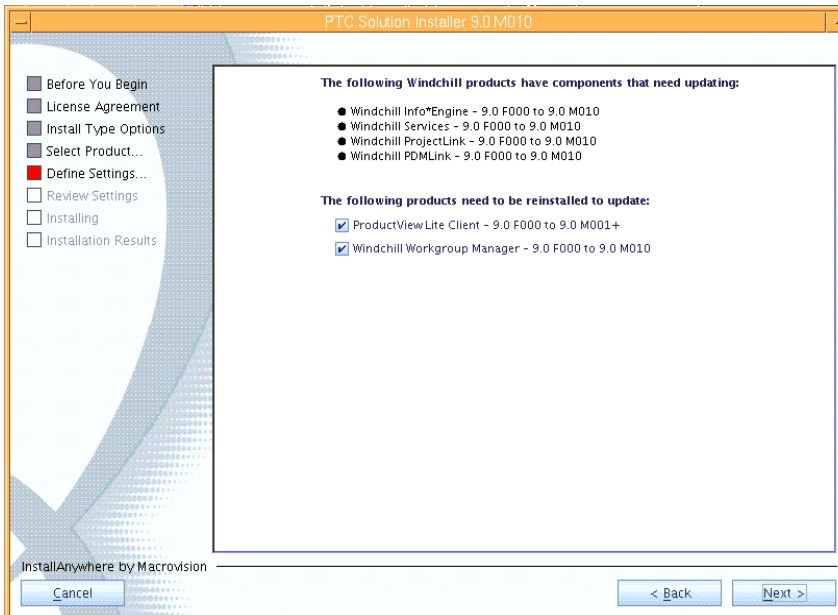 PTC Solution Installer 9.0 M010
Before You Begin
License Agreement
Install Type Options
Select Product...
Define Settings...
Review Settings
Installing
Installation Results
The following Windchill products have components that need updating:
Windchill Info*Engine - 9.0 F000 to 9.0 M010
Windchill Services - 9.0 F000 to 9.0 M010
Windchill ProjectLink - 9.0 F000 to 9.0 M010
Windchill PDMLink - 9.0 F000 to 9.0 M010
The following products need to be reinstalled to update:
ProductView Lite Client - 9.0 F000 to 9.0 M001+
Windchill Workgroup Manager - 9.0 F000 to 9.0 M010
InstallAnywhere by Macrovision
Cancel
< Back
Next >